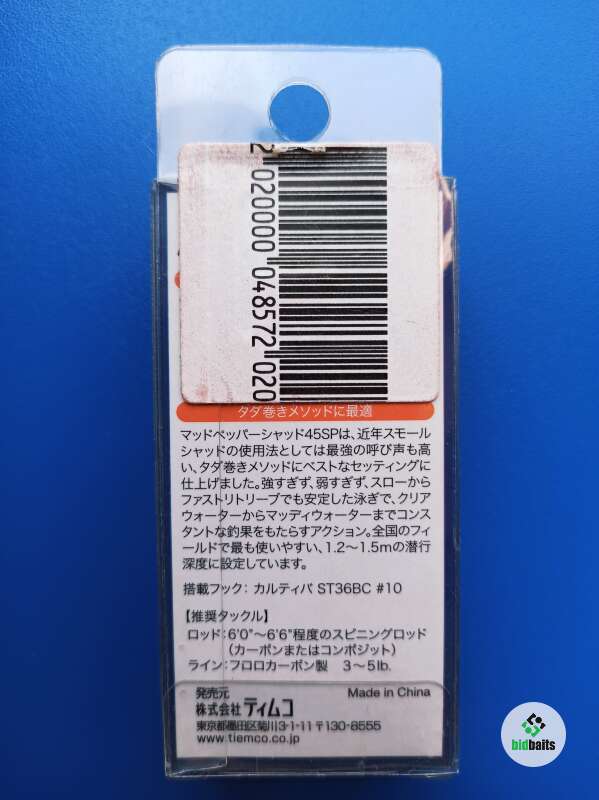 2 020000 048572 020
タダ巻きメソッドに最適
マッドペッパーシャッド45SPは、近年スモール
シャッドの使用法としては最強の呼び声も高
い、タダ巻きメソッドにベストなセッティングに
仕上げました。強すぎず、弱すぎず、スローから
ファストリトリーブでも安定した泳ぎで、クリア
ウォーターからマッディウォーターまでコンス
タントな釣果をもたらすアクション。全国のフィ
ールドで最も使いやすい、1.2〜1.5mの潜行
深度に設定しています。
搭載フック: カルティバ ST36BC #10
【推奨タックル】
ロッド:6'0"〜6'6"程度のスピニングロッド
(カーボンまたはコンポジット)
ライン:フロロカーボン製 3〜5lb.
発売元
Made in China
株式会社ティムコ
東京都墨田区菊川3-1-11〒130-8555
www.tiemco.co.jp
bidbaits